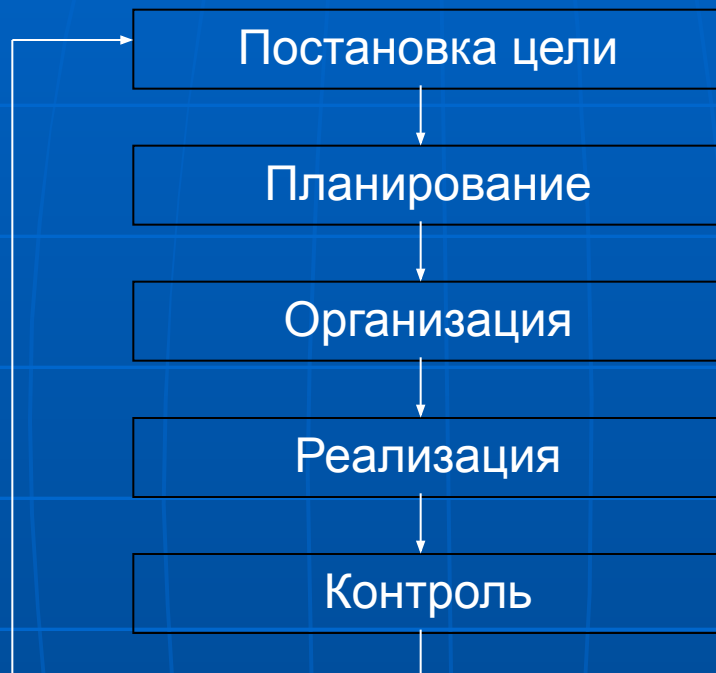 Постановка цели
Планирование
Организация
Реализация
Контроль